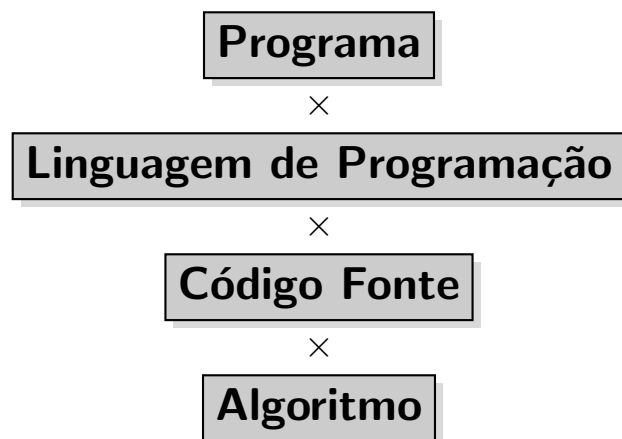 Programa
×
Linguagem de Programação
×
Código Fonte
×
Algoritmo